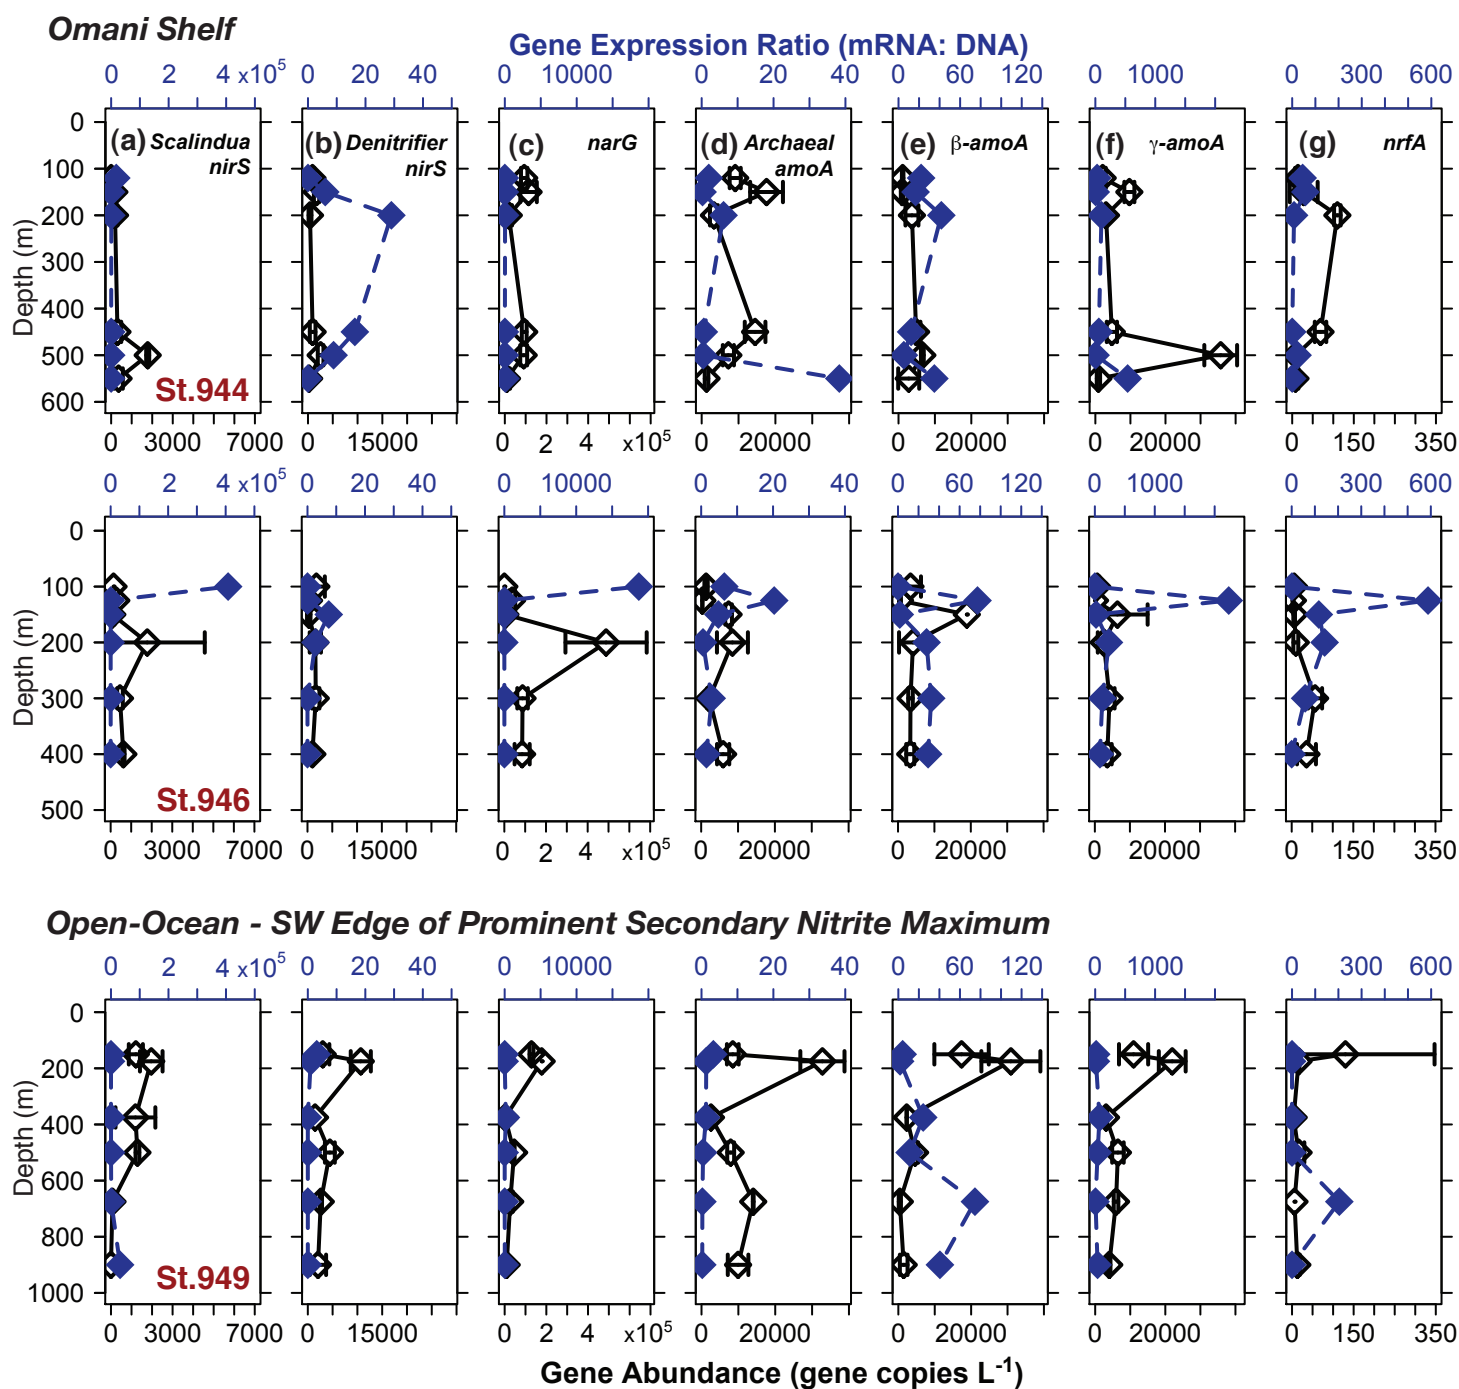 Omani Shelf
Gene Expression Ratio (mRNA: DNA)
0 2 4 x10^5 0 20 40 0 10000 0 20 40 0 60 120 0 1000 0 300 600
(a) Scalindua nirS
(b) Denitrifier nirS
(c) narG
(d) Archaeal amoA
(e) β-amoA
(f) γ-amoA
(g) nrfA
Depth (m)
0
100
200
300
400
500
600
St.944
0 3000 7000 0 15000 0 2 4 x10^5 0 20000 0 20000 0 20000 0 150 350
0 2 4 x10^5 0 20 40 0 10000 0 20 40 0 60 120 0 1000 0 300 600
Depth (m)
0
100
200
300
400
500
St.946
0 3000 7000 0 15000 0 2 4 x10^5 0 20000 0 20000 0 20000 0 150 350
Open-Ocean - SW Edge of Prominent Secondary Nitrite Maximum
0 2 4 x10^5 0 20 40 0 10000 0 20 40 0 60 120 0 1000 0 300 600
Depth (m)
0
200
400
600
800
1000
St.949
0 3000 7000 0 15000 0 2 4 x10^5 0 20000 0 20000 0 20000 0 150 350
Gene Abundance (gene copies L^-1)